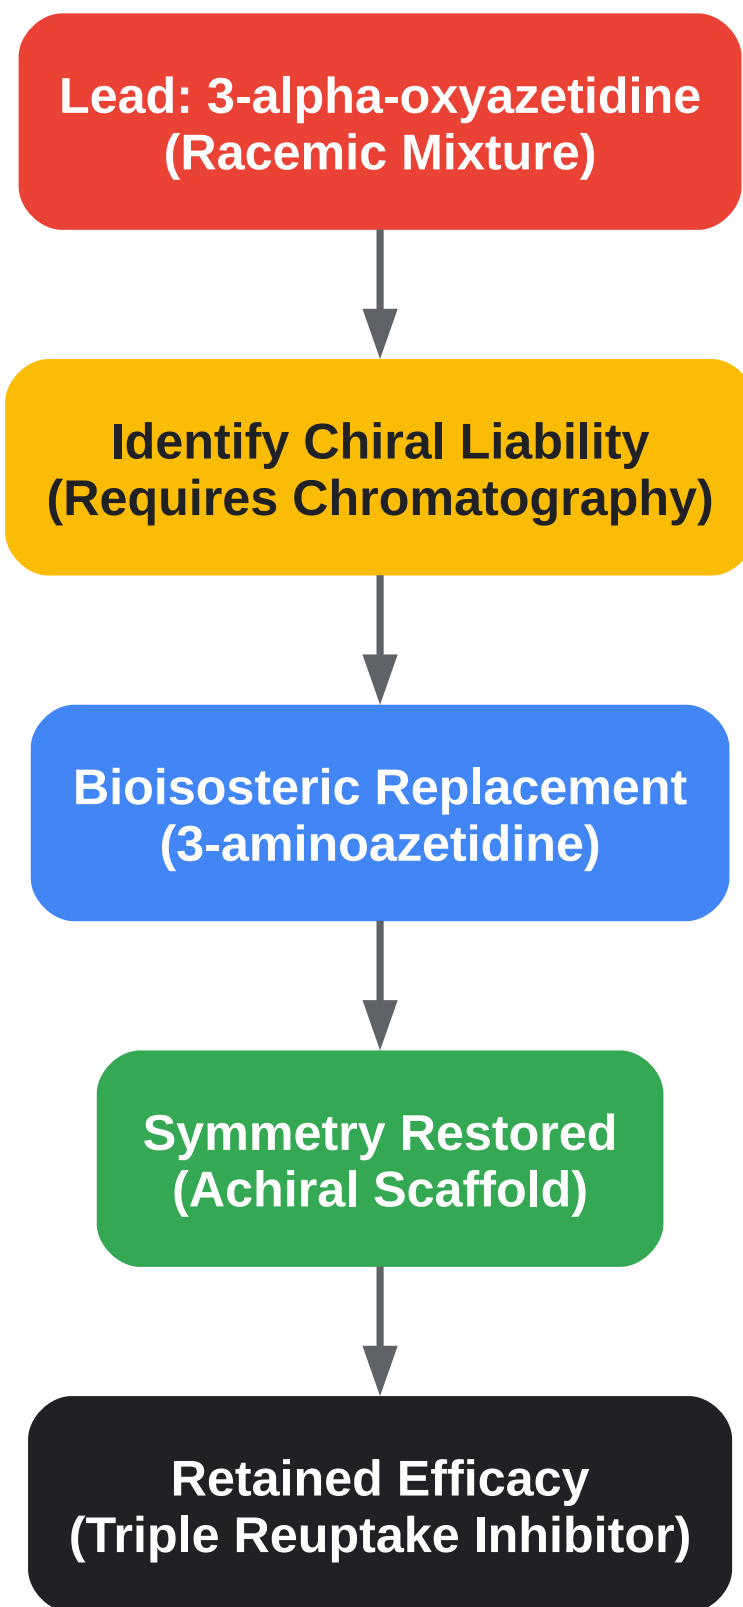 Lead: 3-alpha-oxyazetidine
(Racemic Mixture)
Identify Chiral Liability
(Requires Chromatography)
Bioisosteric Replacement
(3-aminoazetidine)
Symmetry Restored
(Achiral Scaffold)
Retained Efficacy
(Triple Reuptake Inhibitor)